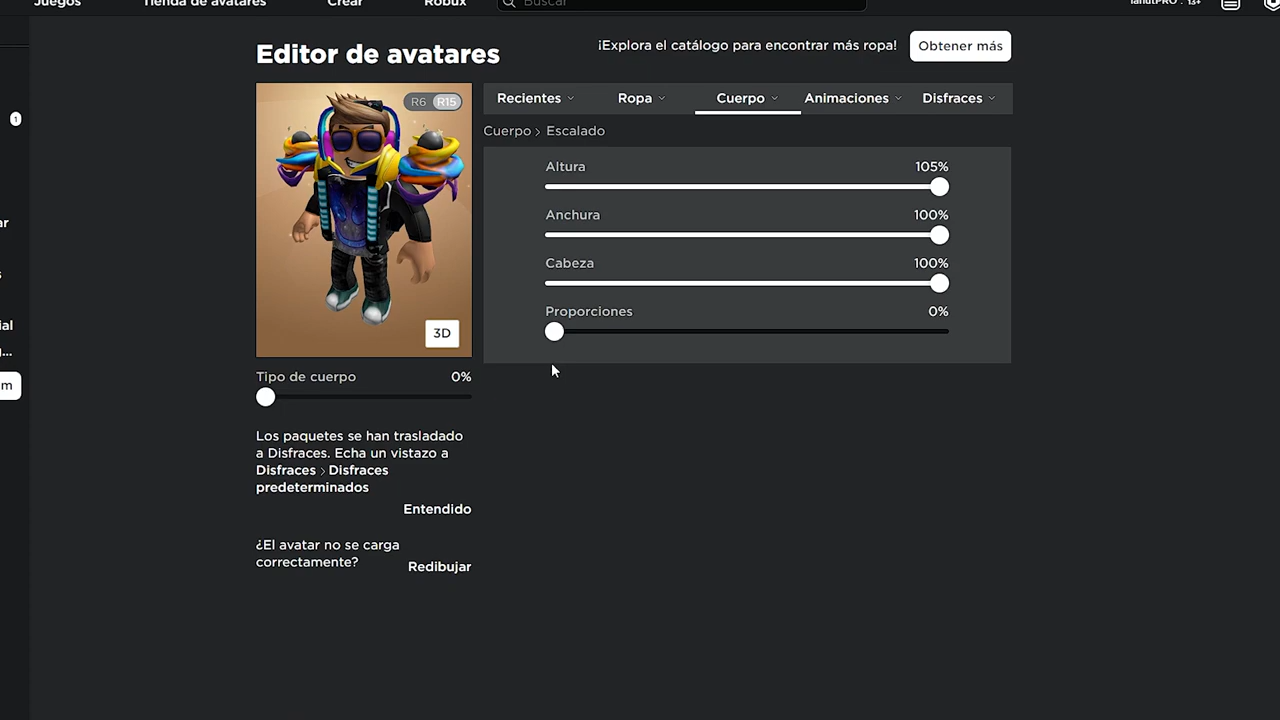 Juegos
Tienda de avatares
Crear
Robux
Buscar
13+
Editor de avatares
¡Explora el catálogo para encontrar más ropa!
Obtener más
R6 R15
Recientes
Ropa
Cuerpo
Animaciones
Disfraces
1
Cuerpo > Escalado
Altura 105%
Anchura 100%
Cabeza 100%
Proporciones 0%
3D
Tipo de cuerpo 0%
Los paquetes se han trasladado
a Disfraces. Echa un vistazo a
Disfraces > Disfraces
predeterminados
Entendido
¿El avatar no se carga
correctamente?
Redibujar